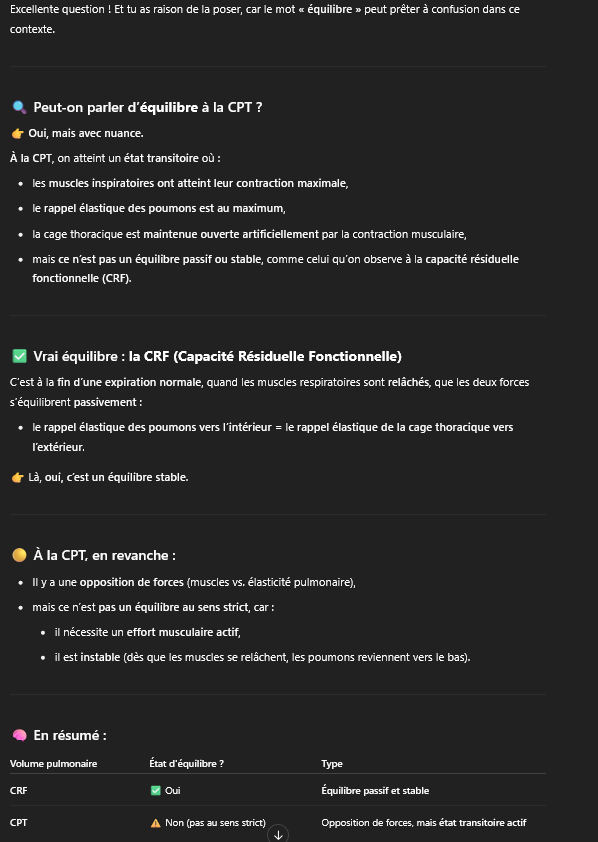 Excellente question ! Et tu as raison de la poser, car le mot « équilibre » peut prêter à confusion dans ce
contexte.
Peut-on parler d'équilibre à la CPT ?
Oui, mais avec nuance.
À la CPT, on atteint un état transitoire où :
les muscles inspiratoires ont atteint leur contraction maximale,
le rappel élastique des poumons est au maximum,
la cage thoracique est maintenue ouverte artificiellement par la contraction musculaire,
mais ce n'est pas un équilibre passif ou stable, comme celui qu'on observe à la capacité résiduelle
fonctionnelle (CRF).
Vrai équilibre : la CRF (Capacité Résiduelle Fonctionnelle)
C'est à la fin d'une expiration normale, quand les muscles respiratoires sont relâchés, que les deux forces
s'équilibrent passivement :
le rappel élastique des poumons vers l'intérieur = le rappel élastique de la cage thoracique vers
l'extérieur.
Là, oui, c'est un équilibre stable.
À la CPT, en revanche :
Il y a une opposition de forces (muscles vs. élasticité pulmonaire),
mais ce n'est pas un équilibre au sens strict, car :
il nécessite un effort musculaire actif,
il est instable (dès que les muscles se relâchent, les poumons reviennent vers le bas).
En résumé :
Volume pulmonaire État d'équilibre ? Type
CRF Oui Équilibre passif et stable
CPT Non (pas au sens strict) Opposition de forces, mais état transitoire actif